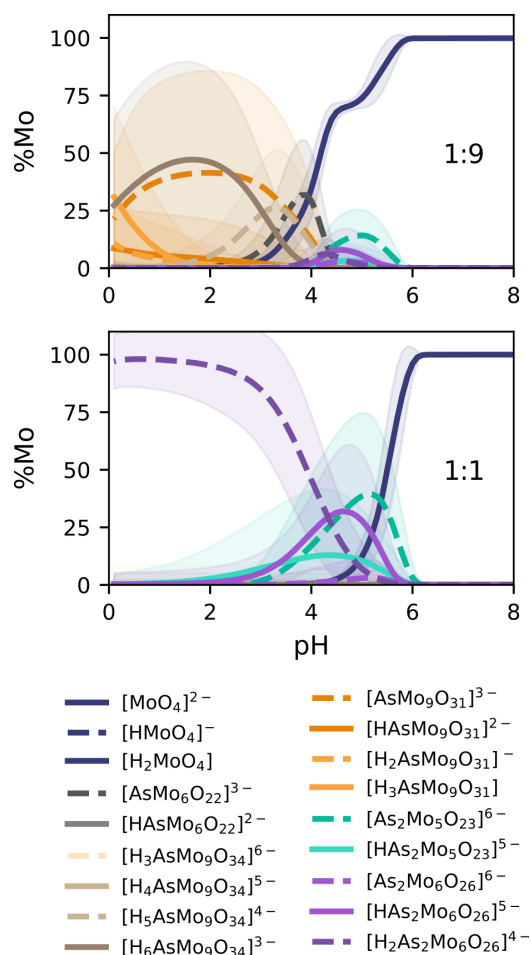 100
75
50
25
0
%Mo
1:9
0 2 4 6 8
100
75
50
25
0
%Mo
1:1
0 2 4 6 8
pH
[MoO₄]²⁻
[HMoO₄]⁻
[H₂MoO₄]
[AsMo₆O₂₂]³⁻
[HAsMo₆O₂₂]²⁻
[H₃AsMo₉O₃₄]⁶⁻
[H₄AsMo₉O₃₄]⁵⁻
[H₅AsMo₉O₃₄]⁴⁻
[H₆AsMo₉O₃₄]³⁻
[AsMo₉O₃₁]³⁻
[HAsMo₉O₃₁]²⁻
[H₂AsMo₉O₃₁]⁻
[H₃AsMo₉O₃₁]
[As₂Mo₅O₂₃]⁶⁻
[HAs₂Mo₅O₂₃]⁵⁻
[As₂Mo₆O₂₆]⁶⁻
[HAs₂Mo₆O₂₆]⁵⁻
[H₂As₂Mo₆O₂₆]⁴⁻